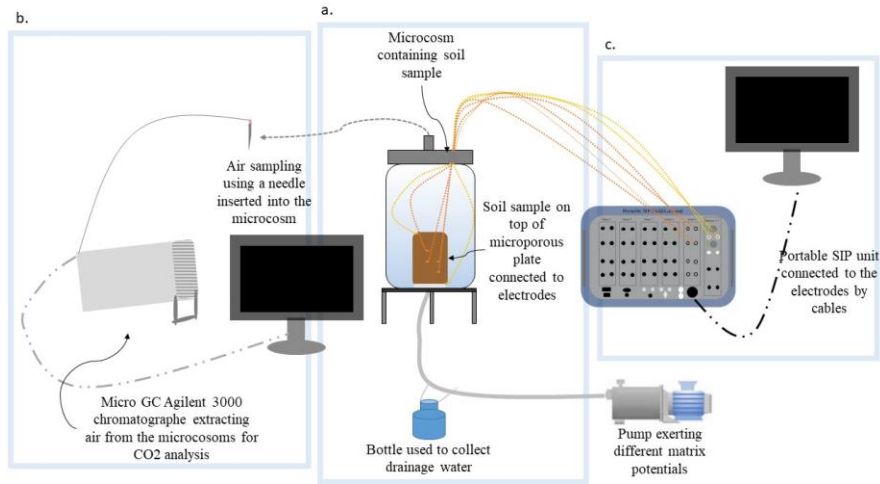 b.
a.
c.
Microcosm
containing soil
sample
Air sampling
using a needle
inserted into the
microcosm
Soil sample on
top of
microporous
plate
connected to
electrodes
Portable SIP unit
connected to the
electrodes by
cables
Micro GC Agilent 3000
chromatographe extracting
air from the microcosoms for
CO2 analysis
Bottle used to collect
drainage water
Pump exerting
different matrix
potentials